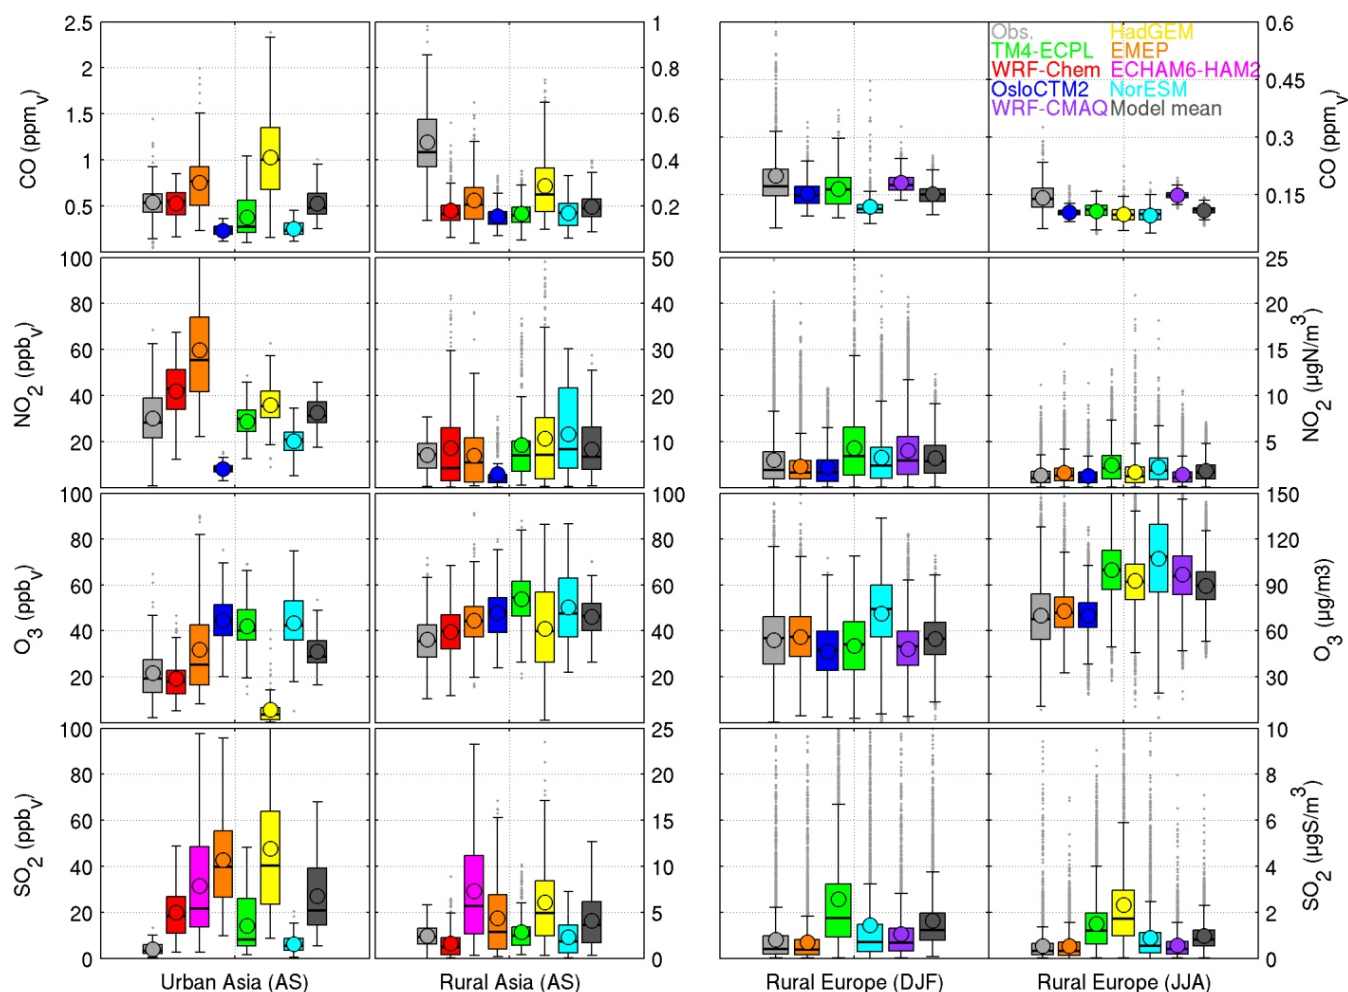 2.5 1 0.6
Obs. HadGEM
TM4-ECPL EMEP
WRF-Chem ECHAM6-HAM2
OsloCTM2 NorESM
WRF-CMAQ Model mean
2 0.8 0.45
1.5 0.6 0.3
1 0.4 0.15
0.5 0.2
CO (ppmv) CO (ppmv)
100 50 25
80 40 20
60 30 15
40 20 10
20 10 5
NO2 (ppbv) NO2 (µgN/m3)
100 100 150
80 80 120
60 60 90
40 40 60
20 20 30
O3 (ppbv) O3 (µg/m3)
100 25 10
80 20 8
60 15 6
40 10 4
20 5 2
0 0 0
SO2 (ppbv) SO2 (µgS/m3)
Urban Asia (AS) Rural Asia (AS) Rural Europe (DJF) Rural Europe (JJA)